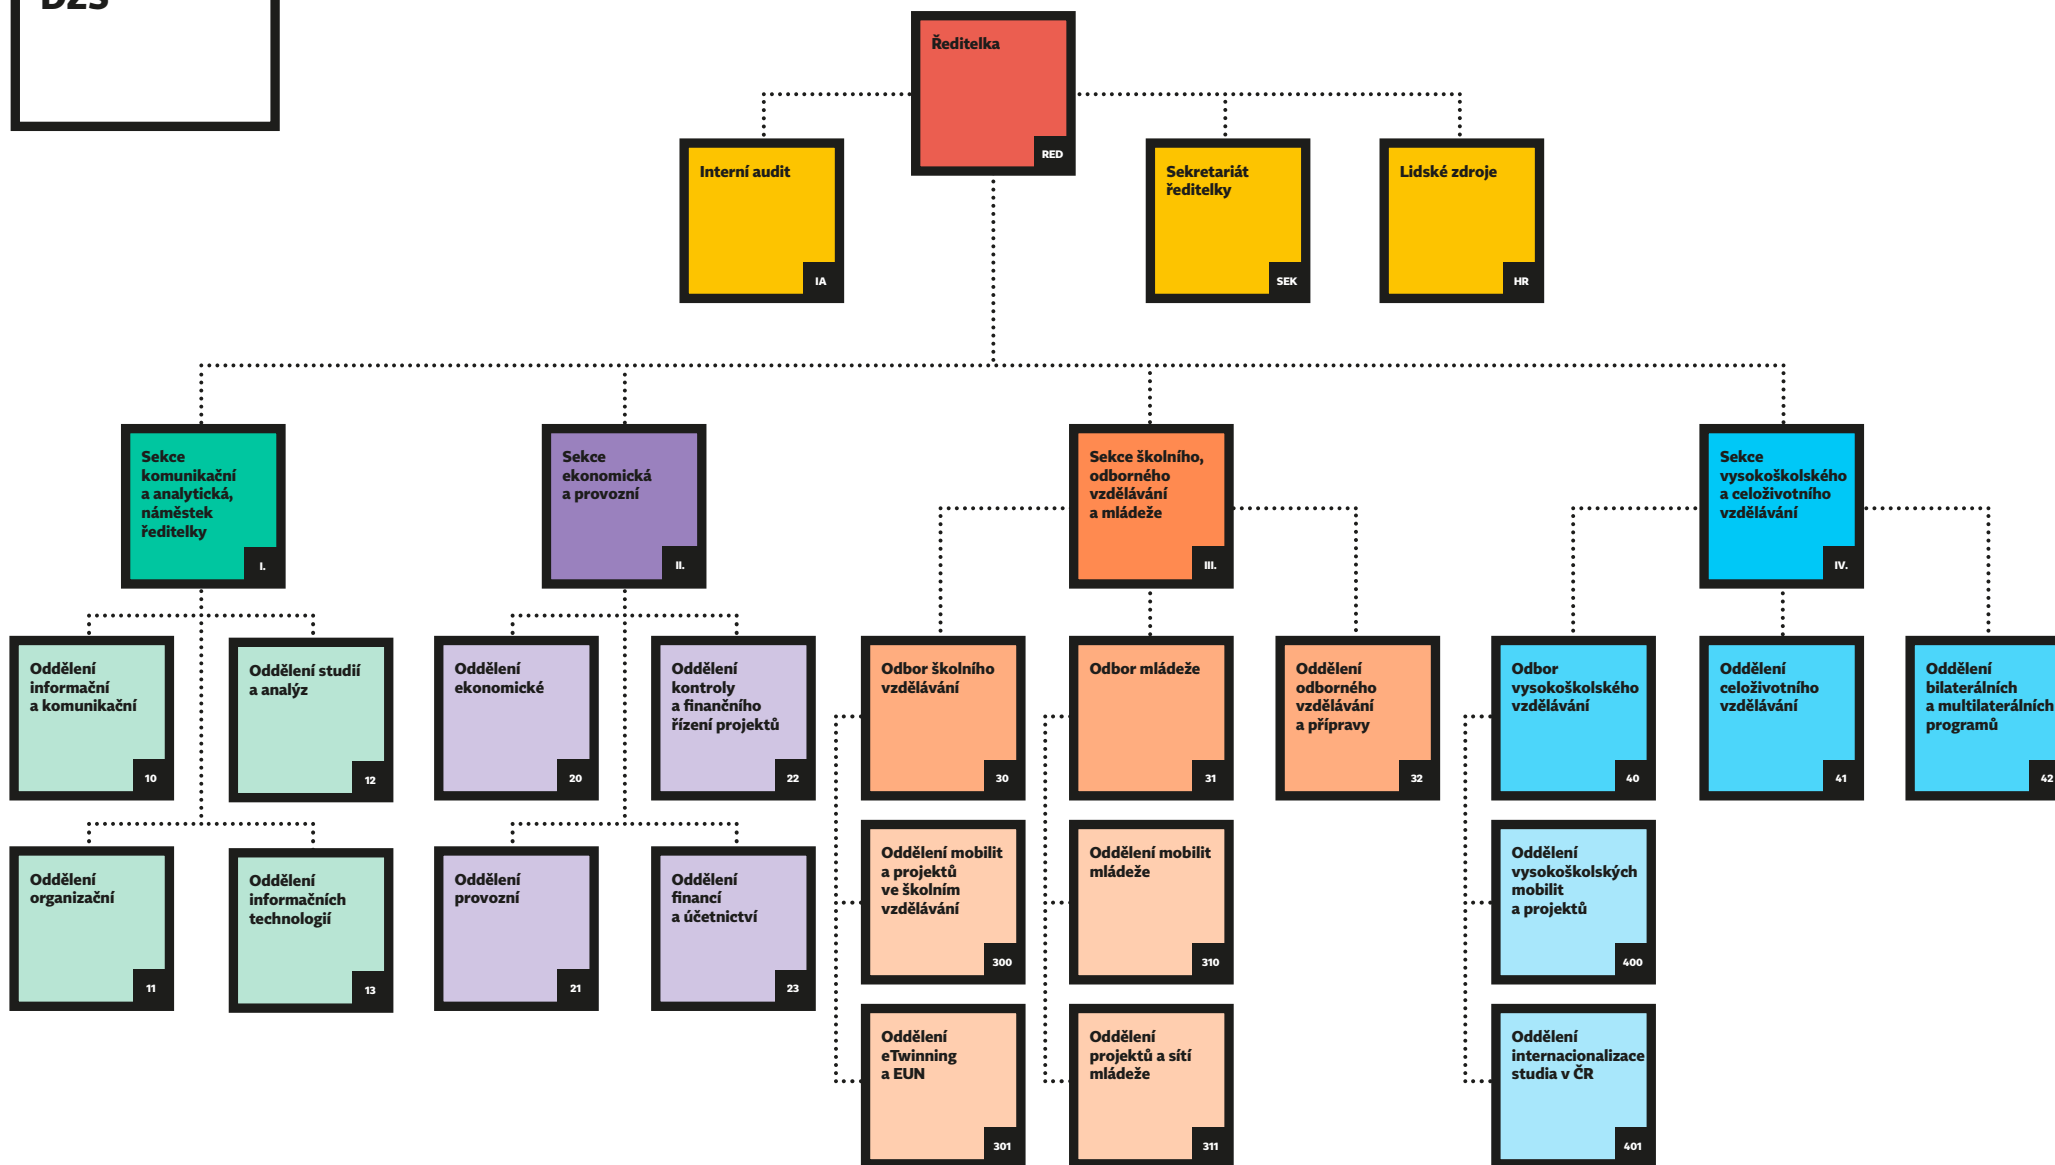 DZS
Ředitelka
RED
Interní audit
IA
Sekretariát
ředitelky
SEK
Lidské zdroje
HR
Sekce
komunikační
a analytická,
náměstek
ředitelky
I.
Sekce
ekonomická
a provozní
II.
Sekce školního,
odborného
vzdělávání
a mládeže
III.
Sekce
vysokoškolského
a celoživotního
vzdělávání
IV.
Oddělení
informační
a komunikační
10
Oddělení studií
a analýz
12
Oddělení
ekonomické
20
Oddělení
kontroly
a finančního
řízení projektů
22
Odbor školního
vzdělávání
30
Odbor mládeže
31
Oddělení
odborného
vzdělávání
a přípravy
32
Odbor
vysokoškolského
vzdělávání
40
Oddělení
celoživotního
vzdělávání
41
Oddělení
bilaterálních
a multilaterálních
programů
42
Oddělení
organizační
11
Oddělení
informačních
technologií
13
Oddělení
provozní
21
Oddělení
financí
a účetnictví
23
Oddělení mobilit
a projektů
ve školním
vzdělávání
300
Oddělení mobilit
mládeže
310
Oddělení
vysokoškolských
mobilit
a projektů
400
Oddělení
eTwinning
a EUN
301
Oddělení
projektů a sítí
mládeže
311
Oddělení
internacionalizace
studia v ČR
401